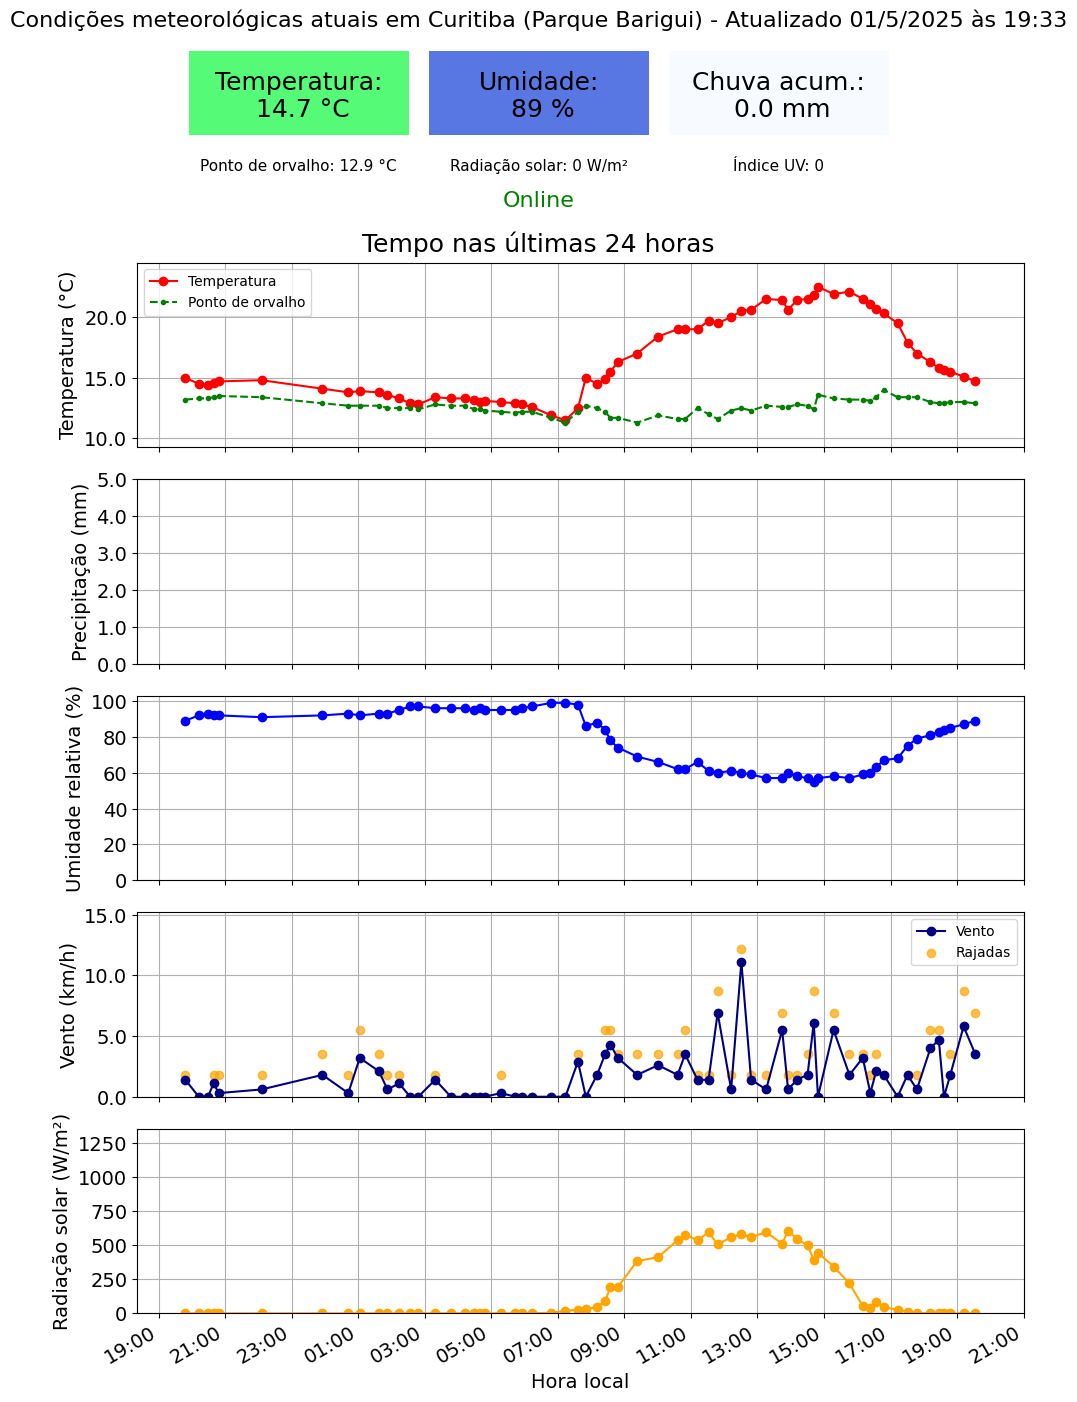 Condições meteorológicas atuais em Curitiba (Parque Barigui) - Atualizado 01/5/2025 às 19:33
Temperatura:
14.7 °C
Umidade:
89 %
Chuva acum.:
0.0 mm
Ponto de orvalho: 12.9 °C
Radiação solar: 0 W/m²
Índice UV: 0
Online
Tempo nas últimas 24 horas
Temperatura (°C)
20.0
15.0
10.0
Temperatura
Ponto de orvalho
Precipitação (mm)
5.0
4.0
3.0
2.0
1.0
0.0
Umidade relativa (%)
100
80
60
40
20
0
Vento (km/h)
15.0
10.0
5.0
0.0
Vento
Rajadas
Radiação solar (W/m²)
1250
1000
750
500
250
0
19:00
21:00
23:00
01:00
03:00
05:00
07:00
09:00
11:00
13:00
15:00
17:00
19:00
21:00
Hora local